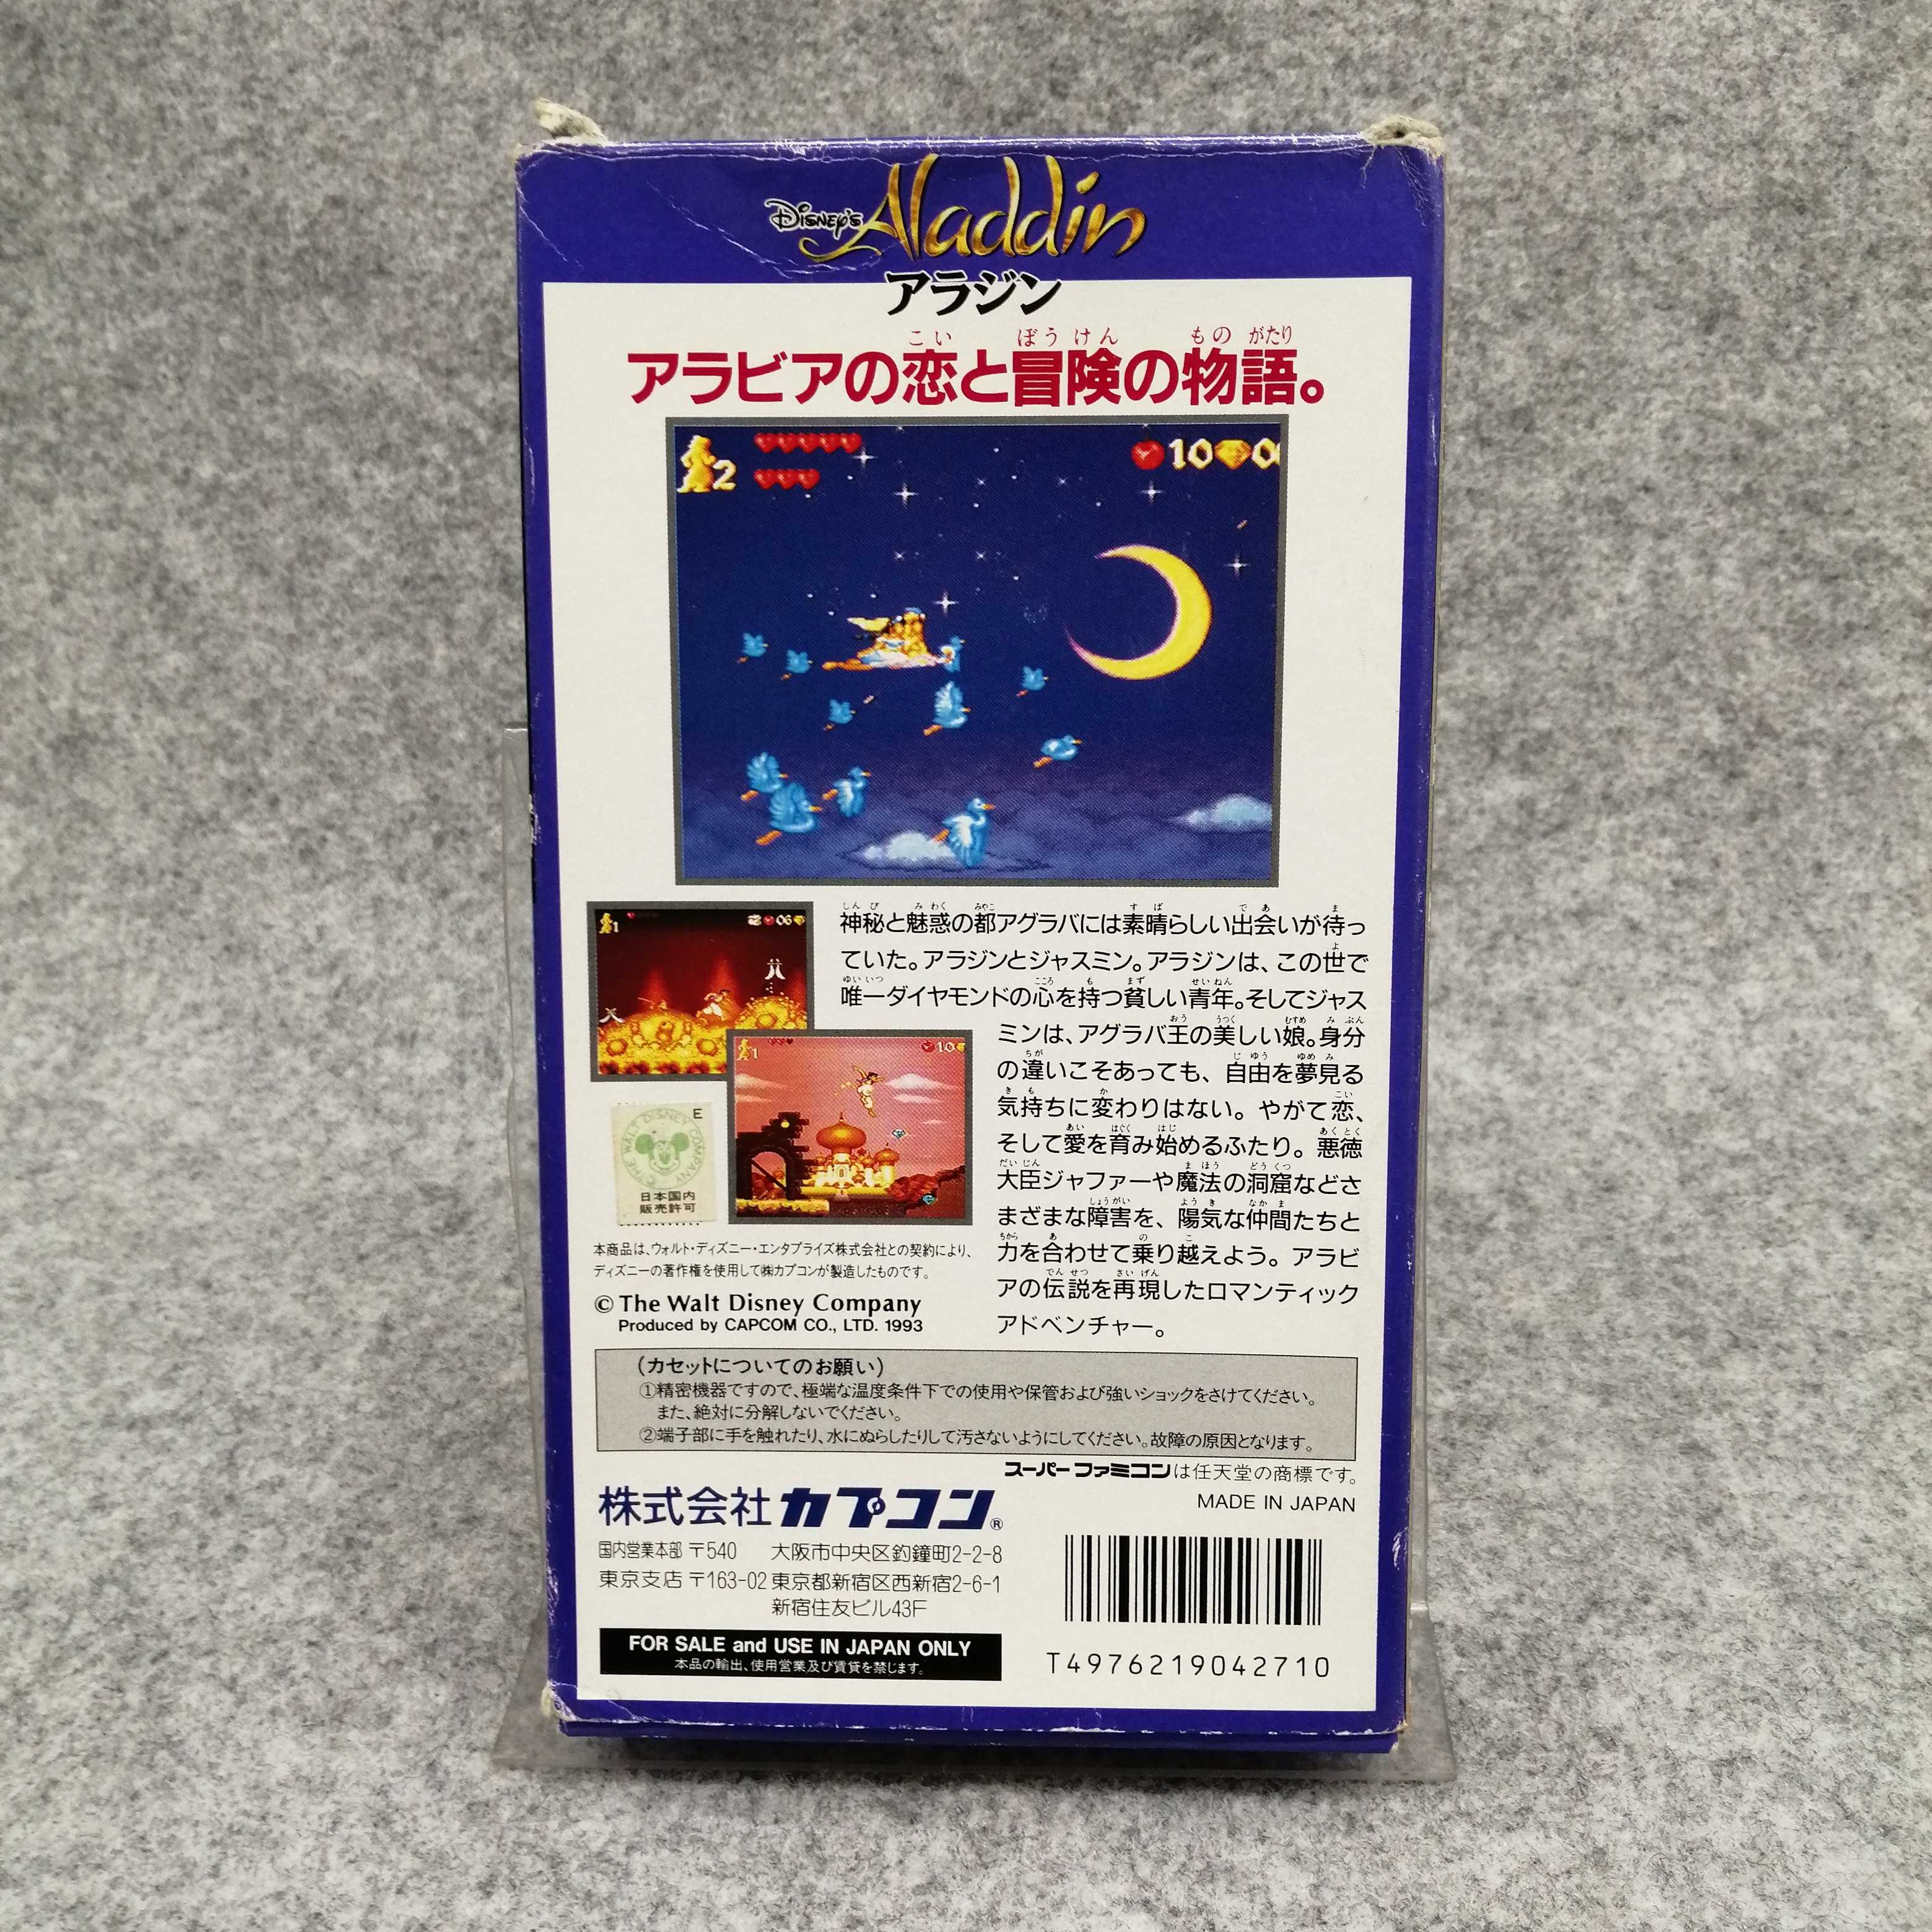 Disney's Aladdin
アラジン
こい ぼうけん ものがたり
アラビアの恋と冒険の物語。
2
10 0
1 06
1 10
神秘と魅惑の都アグラバには素晴らしい出会いが待っ
ていた。アラジンとジャスミン。アラジンは、この世で
唯一ダイヤモンドの心を持つ貧しい青年。そしてジャス
ミンは、アグラバ王の美しい娘。身分
の違いこそあっても、自由を夢見る
気持ちに変わりはない。やがて恋、
そして愛を育み始めるふたり。悪徳
大臣ジャファーや魔法の洞窟などさ
まざまな障害を、陽気な仲間たちと
力を合わせて乗り越えよう。アラビ
アの伝説を再現したロマンティック
アドベンチャー。
E
THE WALT DISNEY COMPANY
日本国内
販売許可
本商品は、ウォルト・ディズニー・エンタプライズ株式会社との契約により、
ディズニーの著作権を使用して㈱カプコンが製造したものです。
© The Walt Disney Company
Produced by CAPCOM CO., LTD. 1993
(カセットについてのお願い)
①精密機器ですので、極端な温度条件下での使用や保管および強いショックをさけてください。
また、絶対に分解しないでください。
②端子部に手を触れたり、水にぬらしたりして汚さないようにしてください。故障の原因となります。
スーパーファミコンは任天堂の商標です。
MADE IN JAPAN
株式会社カプコン®
国内営業本部 〒540 大阪市中央区釣鐘町2-2-8
東京支店 〒163-02 東京都新宿区西新宿2-6-1
新宿住友ビル43F
FOR SALE and USE IN JAPAN ONLY
本品の輸出、使用営業及び賃貸を禁じます。
T4976219042710